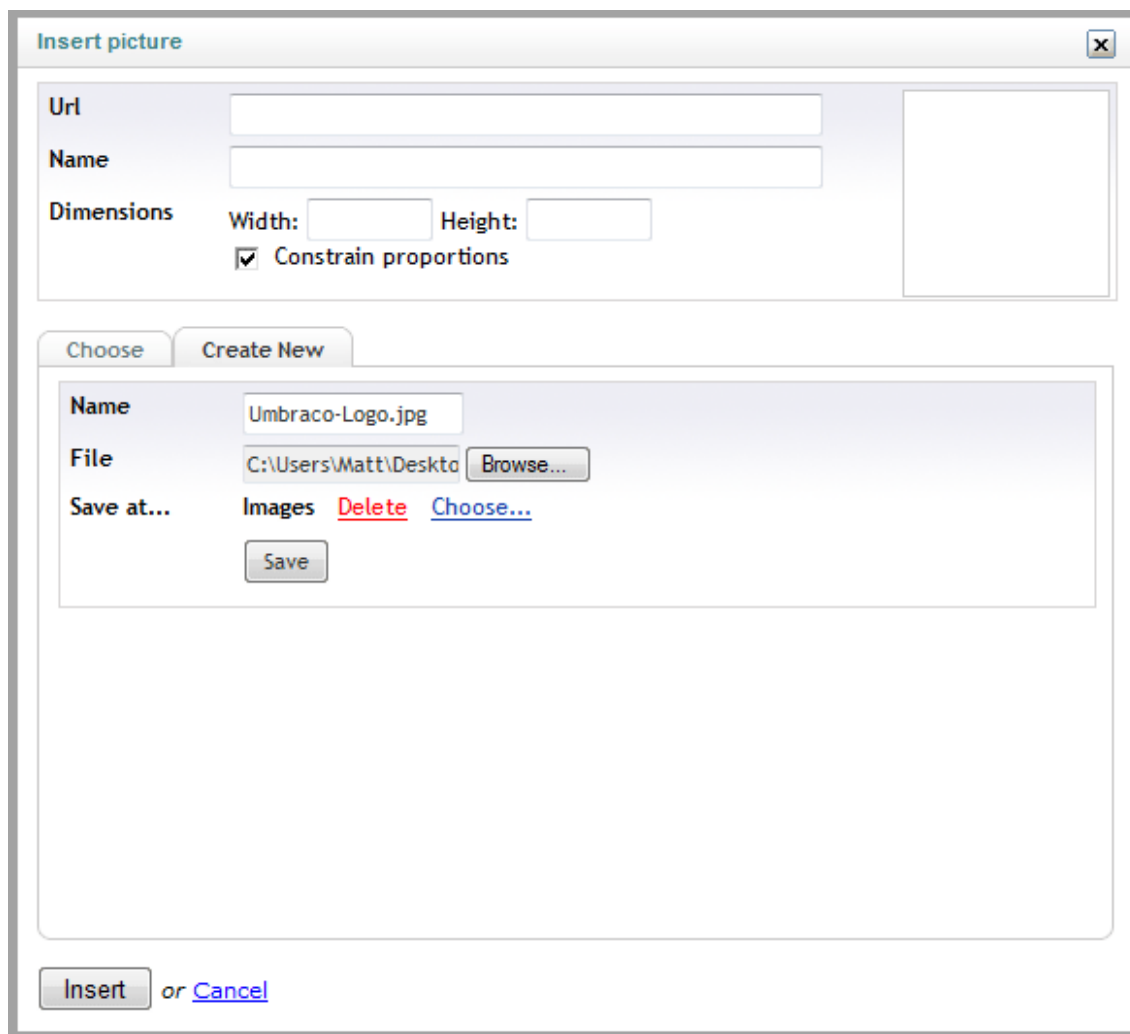 Insert picture
Url
Name
Dimensions Width: Height:
Constrain proportions
Choose Create New
Name Umbraco-Logo.jpg
File C:\Users\Matt\Deskto Browse...
Save at... Images Delete Choose...
Save
Insert or Cancel